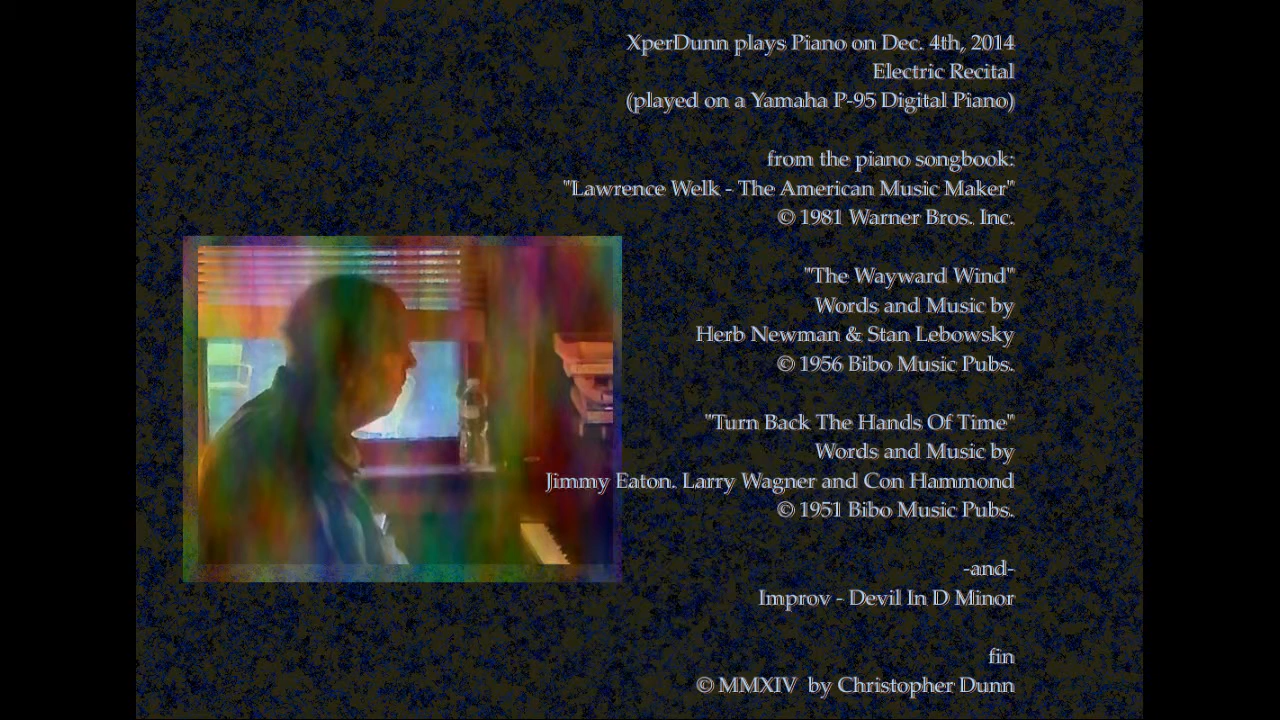 XperDunn plays Piano on Dec. 4th, 2014
Electric Recital
(played on a Yamaha P-95 Digital Piano)
from the piano songbook:
"Lawrence Welk - The American Music Maker"
© 1981 Warner Bros. Inc.
"The Wayward Wind"
Words and Music by
Herb Newman & Stan Lebowsky
© 1956 Bibo Music Pubs.
"Turn Back The Hands Of Time"
Words and Music by
Jimmy Eaton. Larry Wagner and Con Hammond
© 1951 Bibo Music Pubs.
-and-
Improv - Devil In D Minor
fin
© MMXIV by Christopher Dunn